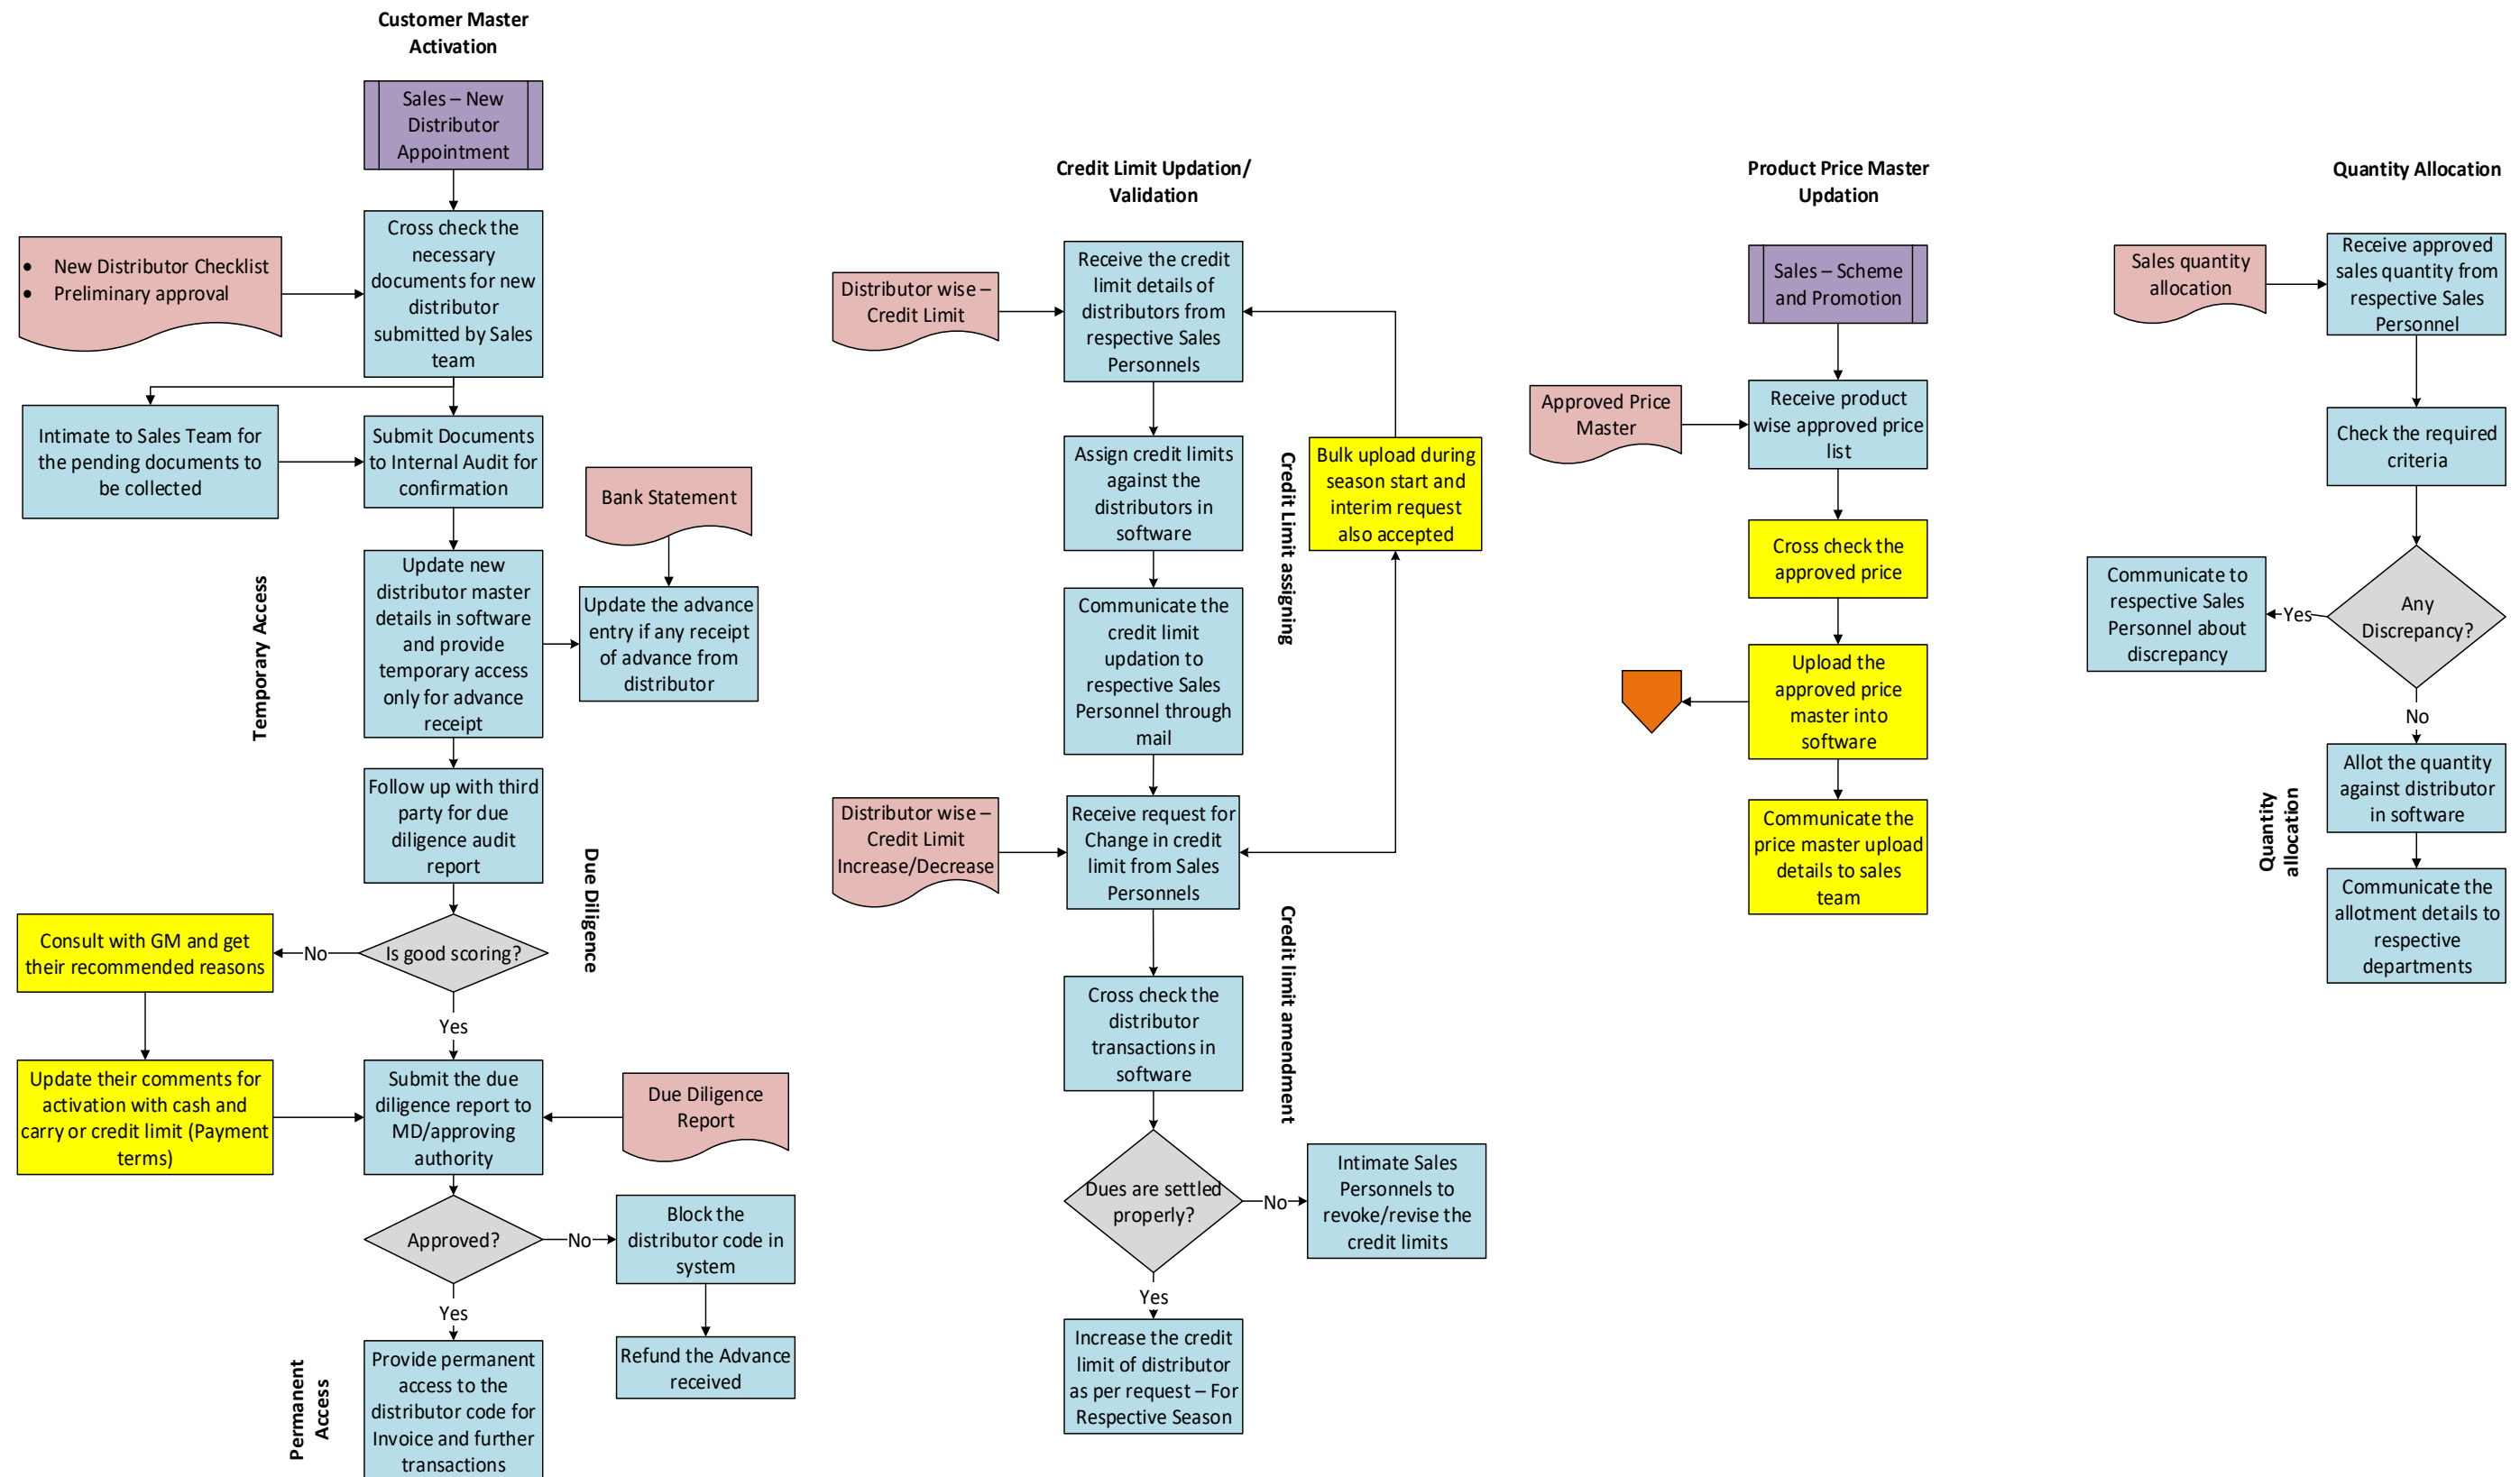 Customer Master
Activation
Sales – New
Distributor
Appointment
• New Distributor Checklist
• Preliminary approval
Cross check the
necessary
documents for new
distributor
submitted by Sales
team
Intimate to Sales Team for
the pending documents to
be collected
Submit Documents
to Internal Audit for
confirmation
Bank Statement
Temporary Access
Update new
distributor master
details in software
and provide
temporary access
only for advance
receipt
Update the advance
entry if any receipt
of advance from
distributor
Follow up with third
party for due
diligence audit
report
Due Diligence
Is good scoring?
No
Consult with GM and get
their recommended reasons
Yes
Update their comments for
activation with cash and
carry or credit limit (Payment
terms)
Submit the due
diligence report to
MD/approving
authority
Due Diligence
Report
Approved?
No
Block the
distributor code in
system
Refund the Advance
received
Yes
Permanent
Access
Provide permanent
access to the
distributor code for
Invoice and further
transactions
Credit Limit Updation/
Validation
Distributor wise –
Credit Limit
Receive the credit
limit details of
distributors from
respective Sales
Personnels
Assign credit limits
against the
distributors in
software
Credit Limit assigning
Bulk upload during
season start and
interim request
also accepted
Communicate the
credit limit
updation to
respective Sales
Personnel through
mail
Distributor wise –
Credit Limit
Increase/Decrease
Receive request for
Change in credit
limit from Sales
Personnels
Credit limit amendment
Cross check the
distributor
transactions in
software
Dues are settled
properly?
No
Intimate Sales
Personnels to
revoke/revise the
credit limits
Yes
Increase the credit
limit of distributor
as per request – For
Respective Season
Product Price Master
Updation
Sales – Scheme
and Promotion
Approved Price
Master
Receive product
wise approved price
list
Cross check the
approved price
Upload the
approved price
master into
software
Communicate the
price master upload
details to sales
team
Quantity Allocation
Sales quantity
allocation
Receive approved
sales quantity from
respective Sales
Personnel
Check the required
criteria
Any
Discrepancy?
Yes
Communicate to
respective Sales
Personnel about
discrepancy
No
Allot the quantity
against distributor
in software
Quantity
allocation
Communicate the
allotment details to
respective
departments